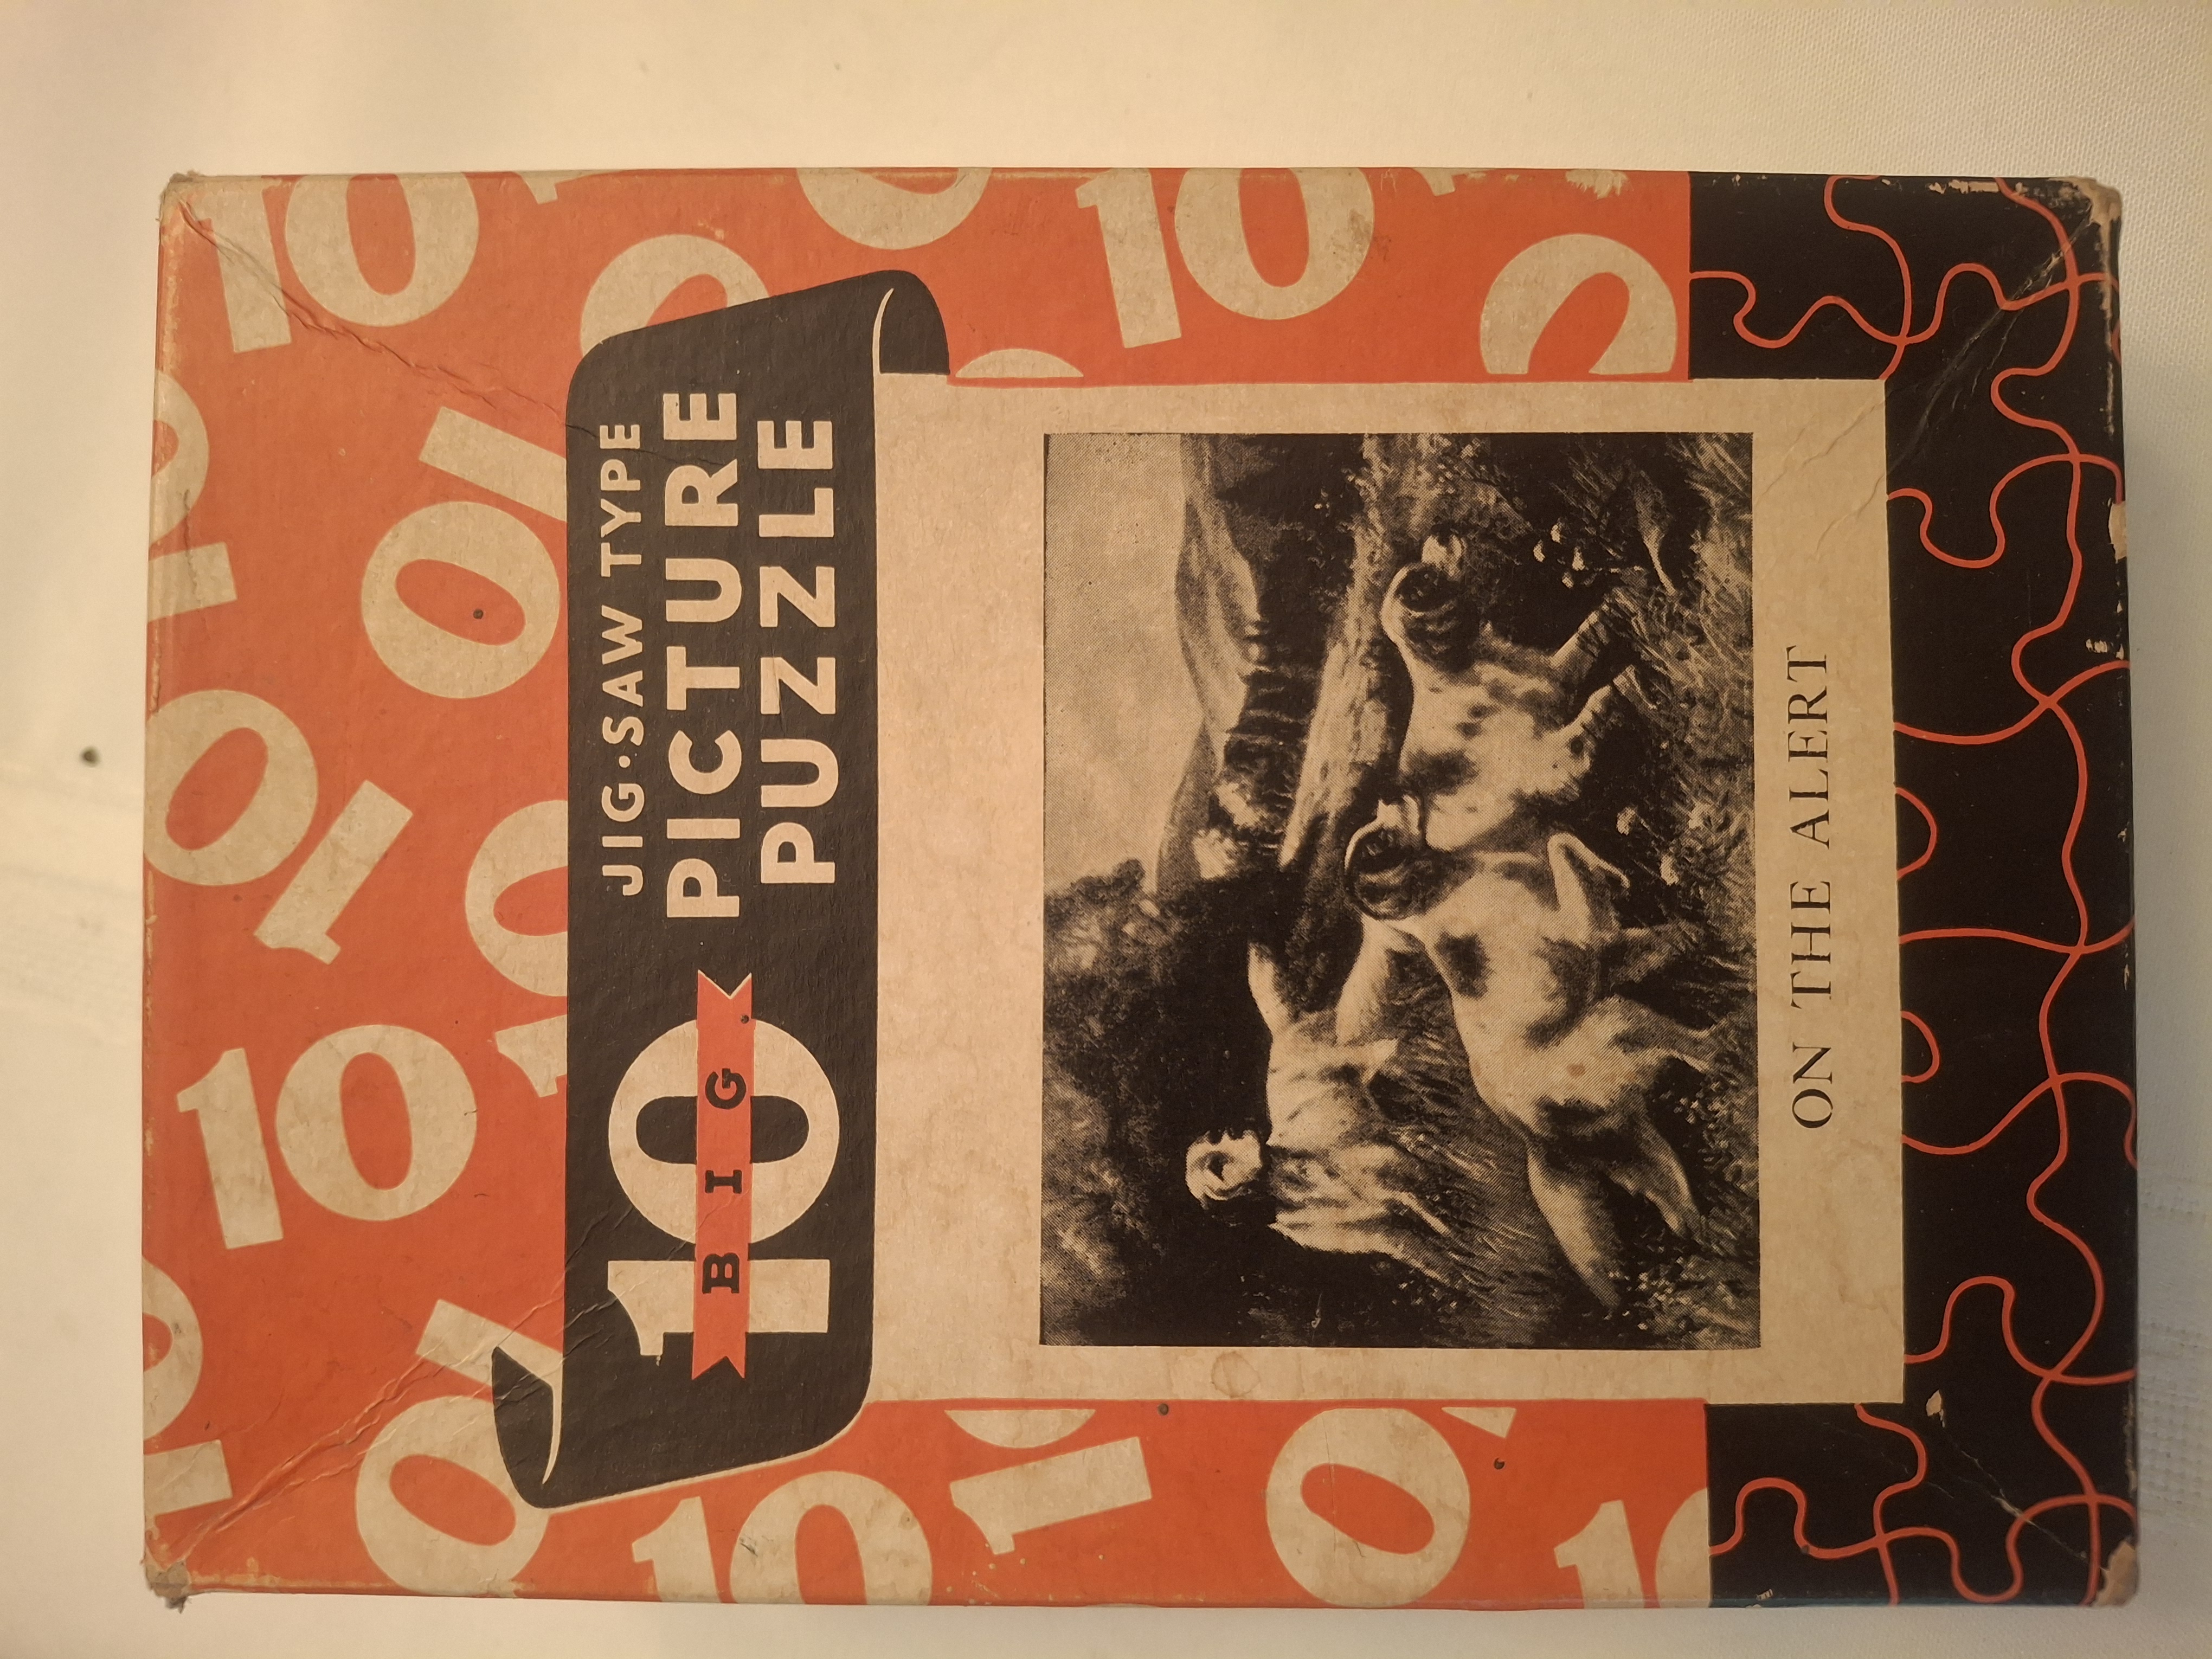 10
BIG
JIG·SAW TYPE
PICTURE
PUZZLE
ON THE ALERT